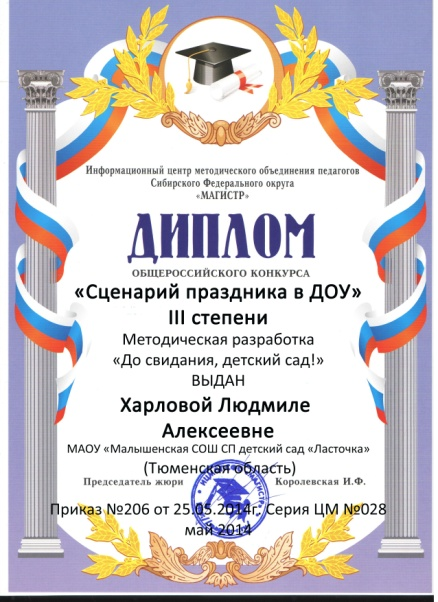 Информационный центр методического объединения педагогов
Сибирского Федерального округа
«МАГИСТР»
ДИПЛОМ
ОБЩЕРОССИЙСКОГО КОНКУРСА
«Сценарий праздника в ДОУ»
III степени
Методическая разработка
«До свидания, детский сад!»
ВЫДАН
Харловой Людмиле
Алексеевне
МАОУ «Малышенская СОШ СП детский сад «Ласточка»
(Тюменская область)
Председатель жюри Королевская И.Ф.
Приказ №206 от 25.05.2014г. Серия ЦМ №028
май 2014